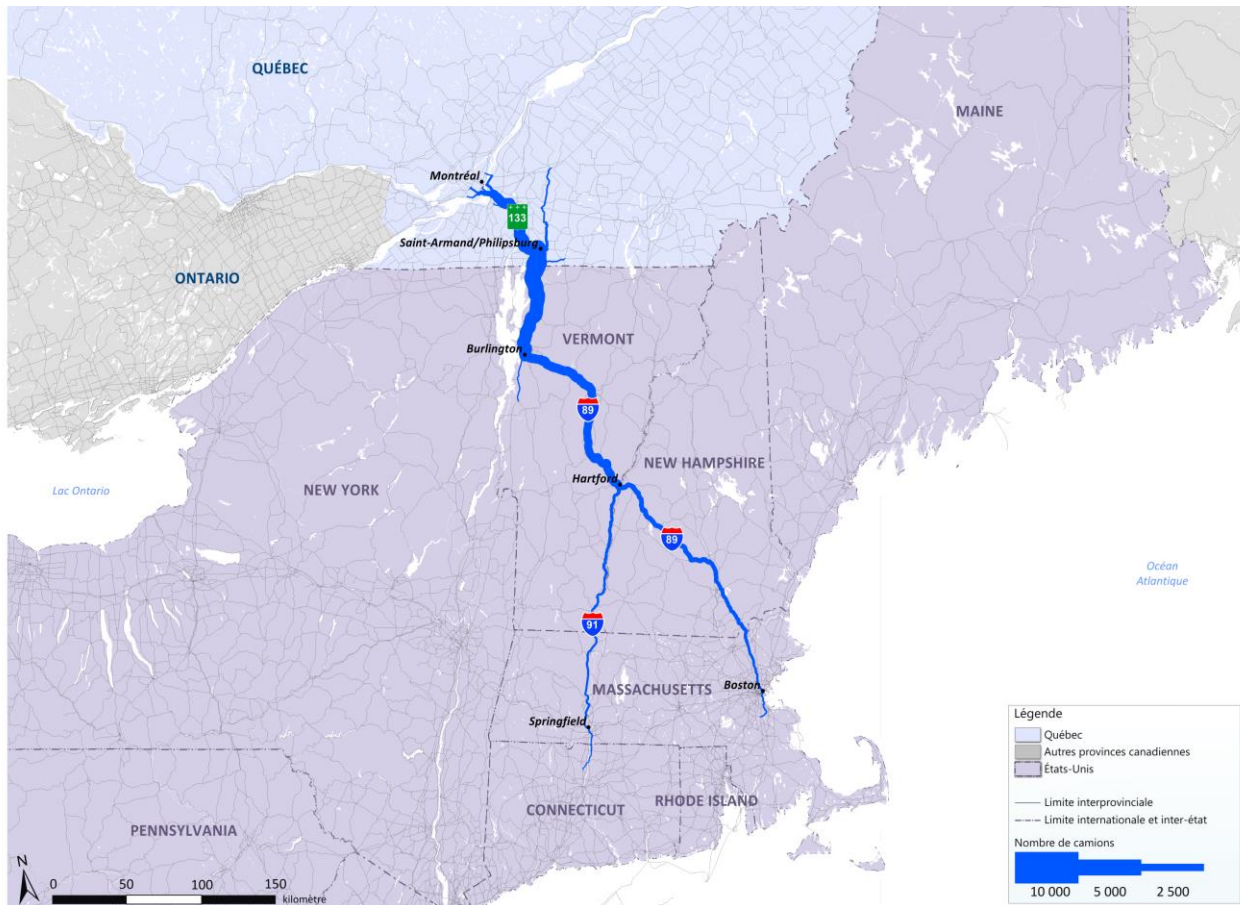 QUÉBEC
MAINE
Montréal
133
Saint-Armand/Philipsburg
ONTARIO
Burlington
VERMONT
89
NEW HAMPSHIRE
Hartford
Lac Ontario
NEW YORK
89
Océan
Atlantique
91
MASSACHUSETTS
Boston
Springfield
CONNECTICUT
RHODE ISLAND
PENNSYLVANIA
N
0 50 100 150
kilomètre
Légende
Québec
Autres provinces canadiennes
États-Unis
Limite interprovinciale
Limite internationale et inter-état
Nombre de camions
10 000 5 000 2 500